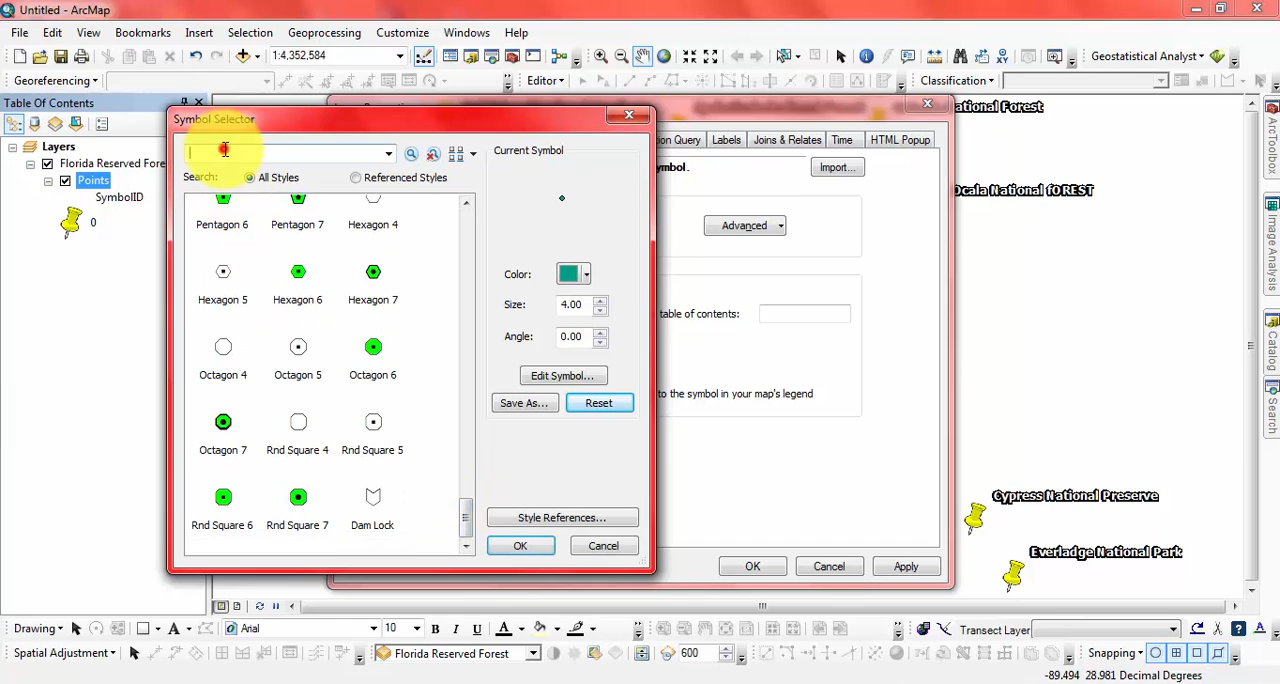 Untitled - ArcMap
File Edit View Bookmarks Insert Selection Geoprocessing Customize Windows Help
1:4,352,584 Geostatistical Analyst
Georeferencing Editor Classification
Table Of Contents
Layers
Florida Reserved Fore
Points
SymbolID
0
Symbol Selector
Search: All Styles Referenced Styles
Pentagon 6 Pentagon 7 Hexagon 4
Hexagon 5 Hexagon 6 Hexagon 7
Octagon 4 Octagon 5 Octagon 6
Octagon 7 Rnd Square 4 Rnd Square 5
Rnd Square 6 Rnd Square 7 Dam Lock
Current Symbol
Color:
Size: 4.00
Angle: 0.00
Edit Symbol...
Save As... Reset
Style References...
OK Cancel
ion Query Labels Joins & Relates Time HTML Popup
ymbol. Import...
Advanced
table of contents:
to the symbol in your map's legend
OK Cancel Apply
National Forest
Ocala National fOREST
Cypress National Preserve
Everladge National Park
ArcToolbox
Image Analysis
Catalog
Search
Drawing Arial 10 B I U A Transect Layer
Spatial Adjustment Florida Reserved Forest 600 Snapping
-89.494 28.981 Decimal Degrees